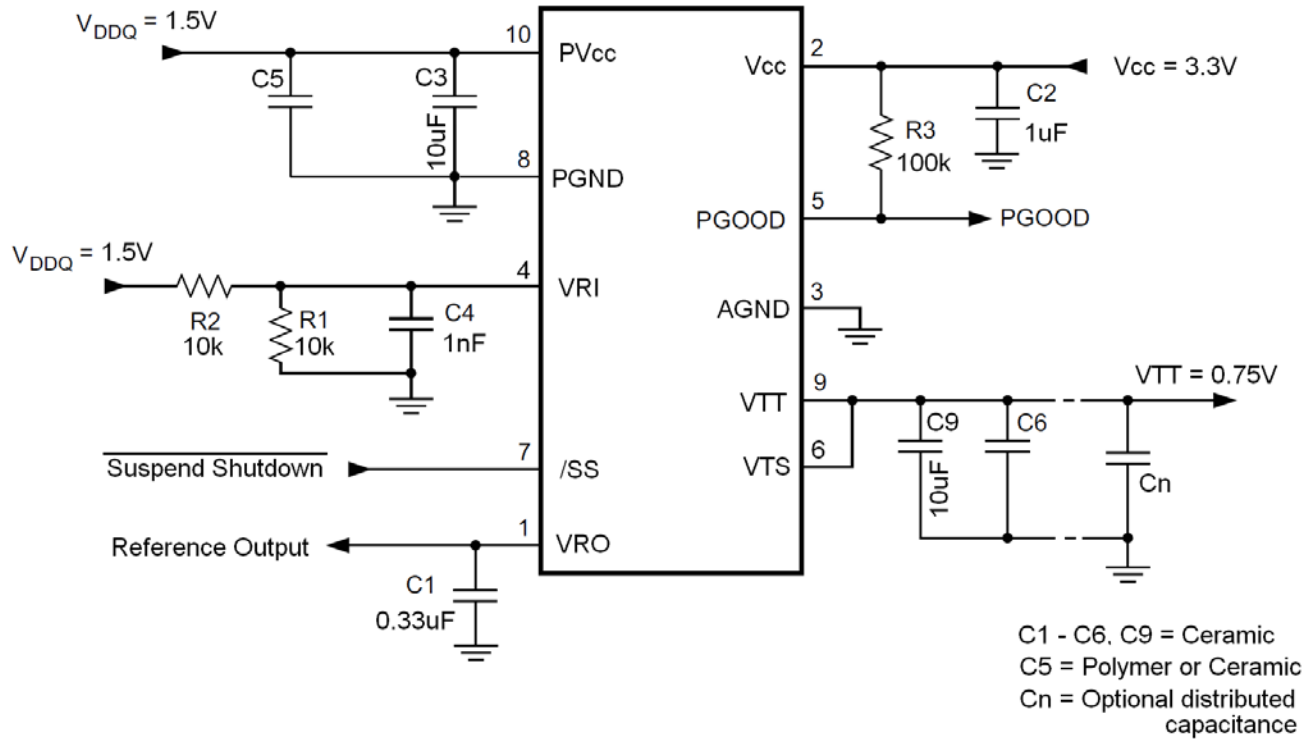 VDDQ = 1.5V
10
PVcc
C5
C3
10uF
8
PGND
VDDQ = 1.5V
4
VRI
R2
10k
R1
10k
C4
1nF
Suspend Shutdown
7
/SS
Reference Output
1
VRO
C1
0.33uF
Vcc
2
Vcc = 3.3V
R3
100k
C2
1uF
PGOOD
5
PGOOD
AGND
3
VTT
9
VTT = 0.75V
VTS
6
C9
10uF
C6
Cn
C1 - C6, C9 = Ceramic
C5 = Polymer or Ceramic
Cn = Optional distributed
capacitance